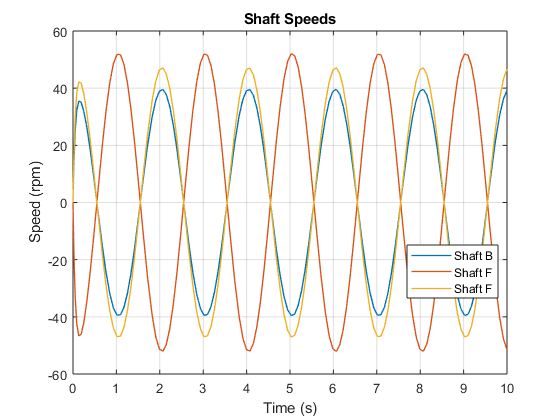 Shaft Speeds
60
40
20
0
-20
-40
-60
Speed (rpm)
Shaft B
Shaft F
Shaft F
0 1 2 3 4 5 6 7 8 9 10
Time (s)